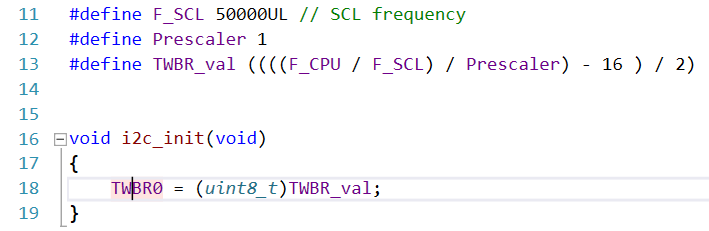 11 #define F_SCL 50000UL // SCL frequency
12 #define Prescaler 1
13 #define TWBR_val ((((F_CPU / F_SCL) / Prescaler) - 16 ) / 2)
14
15
16 void i2c_init(void)
17 {
18 TWBR0 = (uint8_t)TWBR_val;
19 }